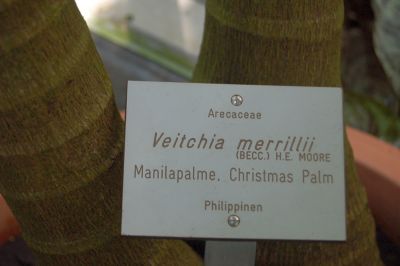 Arecaceae
Veitchia merrillii
(BECC.) H.E. MOORE
Manilapalme, Christmas Palm
Philippinen